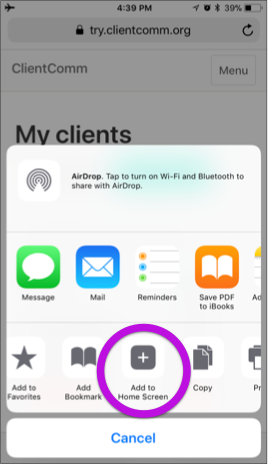 4:39 PM 39%
try.clientcomm.org
ClientComm Menu
My clients
AirDrop. Tap to turn on Wi-Fi and Bluetooth to
share with AirDrop.
Message Mail Reminders Save PDF
to iBooks
Add to
Favorites
Add
Bookmark
Add to
Home Screen
Copy
Cancel